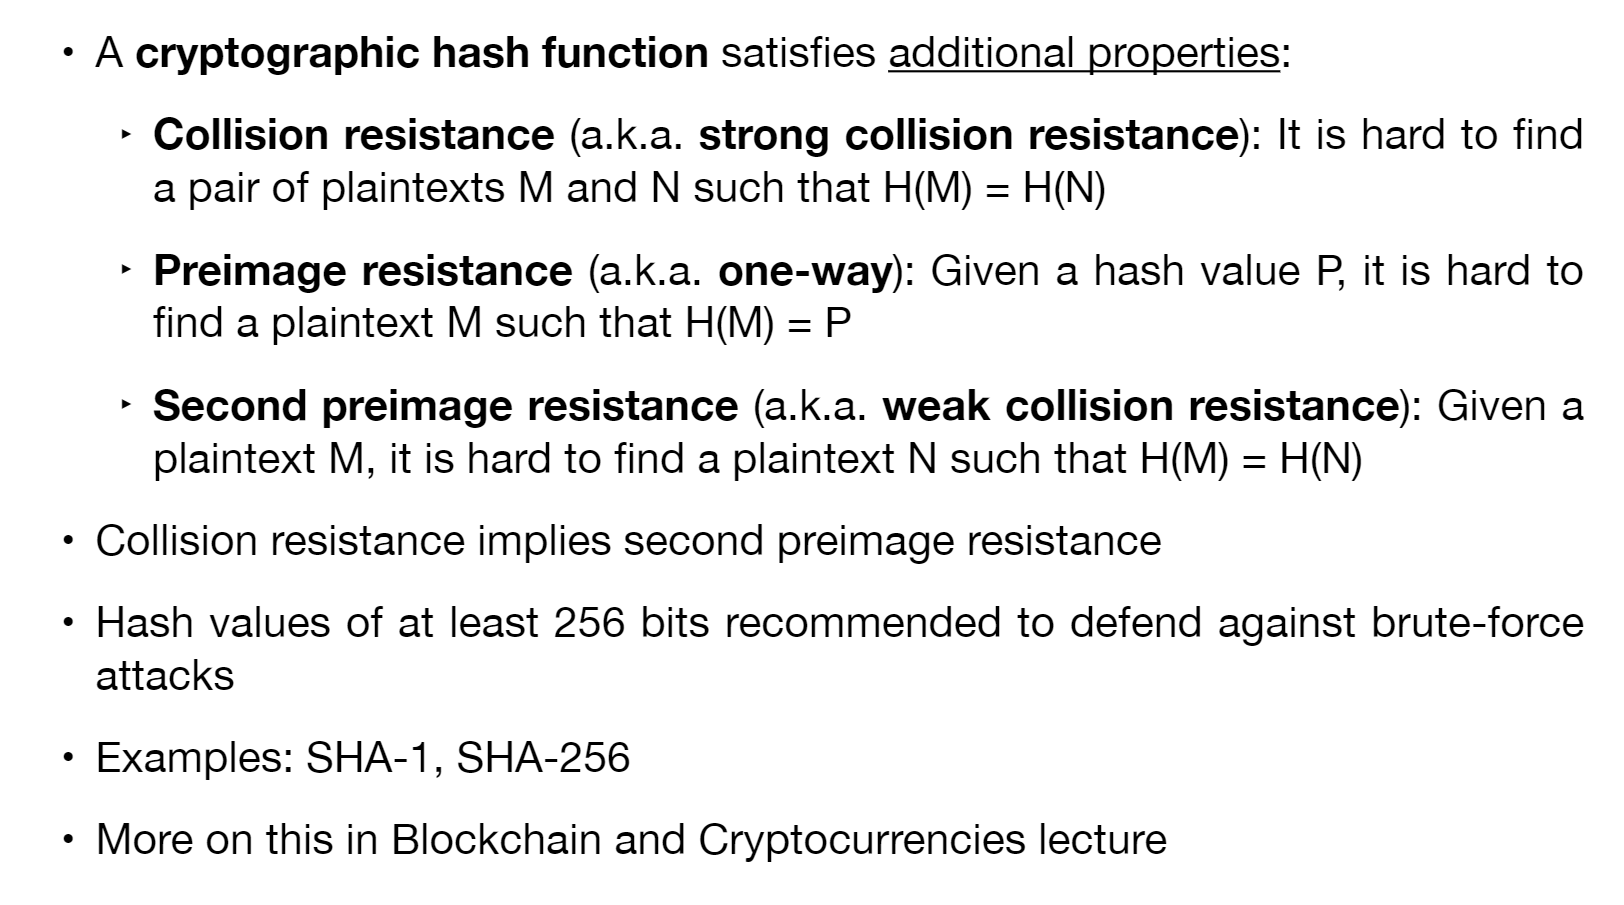 • A cryptographic hash function satisfies additional properties:
‣ Collision resistance (a.k.a. strong collision resistance): It is hard to find
a pair of plaintexts M and N such that H(M) = H(N)
‣ Preimage resistance (a.k.a. one-way): Given a hash value P, it is hard to
find a plaintext M such that H(M) = P
‣ Second preimage resistance (a.k.a. weak collision resistance): Given a
plaintext M, it is hard to find a plaintext N such that H(M) = H(N)
• Collision resistance implies second preimage resistance
• Hash values of at least 256 bits recommended to defend against brute-force
attacks
• Examples: SHA-1, SHA-256
• More on this in Blockchain and Cryptocurrencies lecture